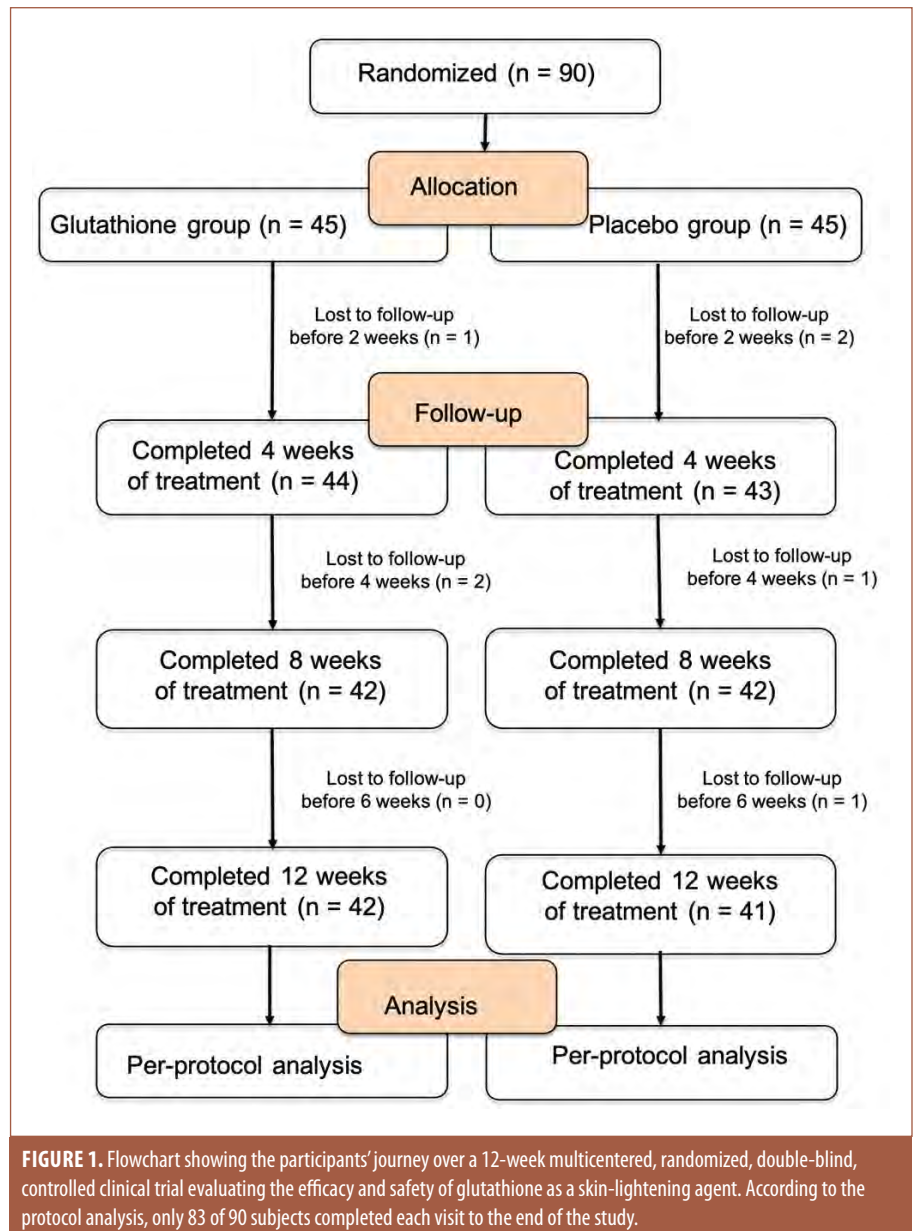 Randomized (n = 90)
Allocation
Glutathione group (n = 45)
Placebo group (n = 45)
Lost to follow-up
before 2 weeks (n = 1)
Lost to follow-up
before 2 weeks (n = 2)
Follow-up
Completed 4 weeks
of treatment (n = 44)
Completed 4 weeks
of treatment (n = 43)
Lost to follow-up
before 4 weeks (n = 2)
Lost to follow-up
before 4 weeks (n = 1)
Completed 8 weeks
of treatment (n = 42)
Completed 8 weeks
of treatment (n = 42)
Lost to follow-up
before 6 weeks (n = 0)
Lost to follow-up
before 6 weeks (n = 1)
Completed 12 weeks
of treatment (n = 42)
Completed 12 weeks
of treatment (n = 41)
Analysis
Per-protocol analysis
Per-protocol analysis
FIGURE 1. Flowchart showing the participants' journey over a 12-week multicentered, randomized, double-blind,
controlled clinical trial evaluating the efficacy and safety of glutathione as a skin-lightening agent. According to the
protocol analysis, only 83 of 90 subjects completed each visit to the end of the study.